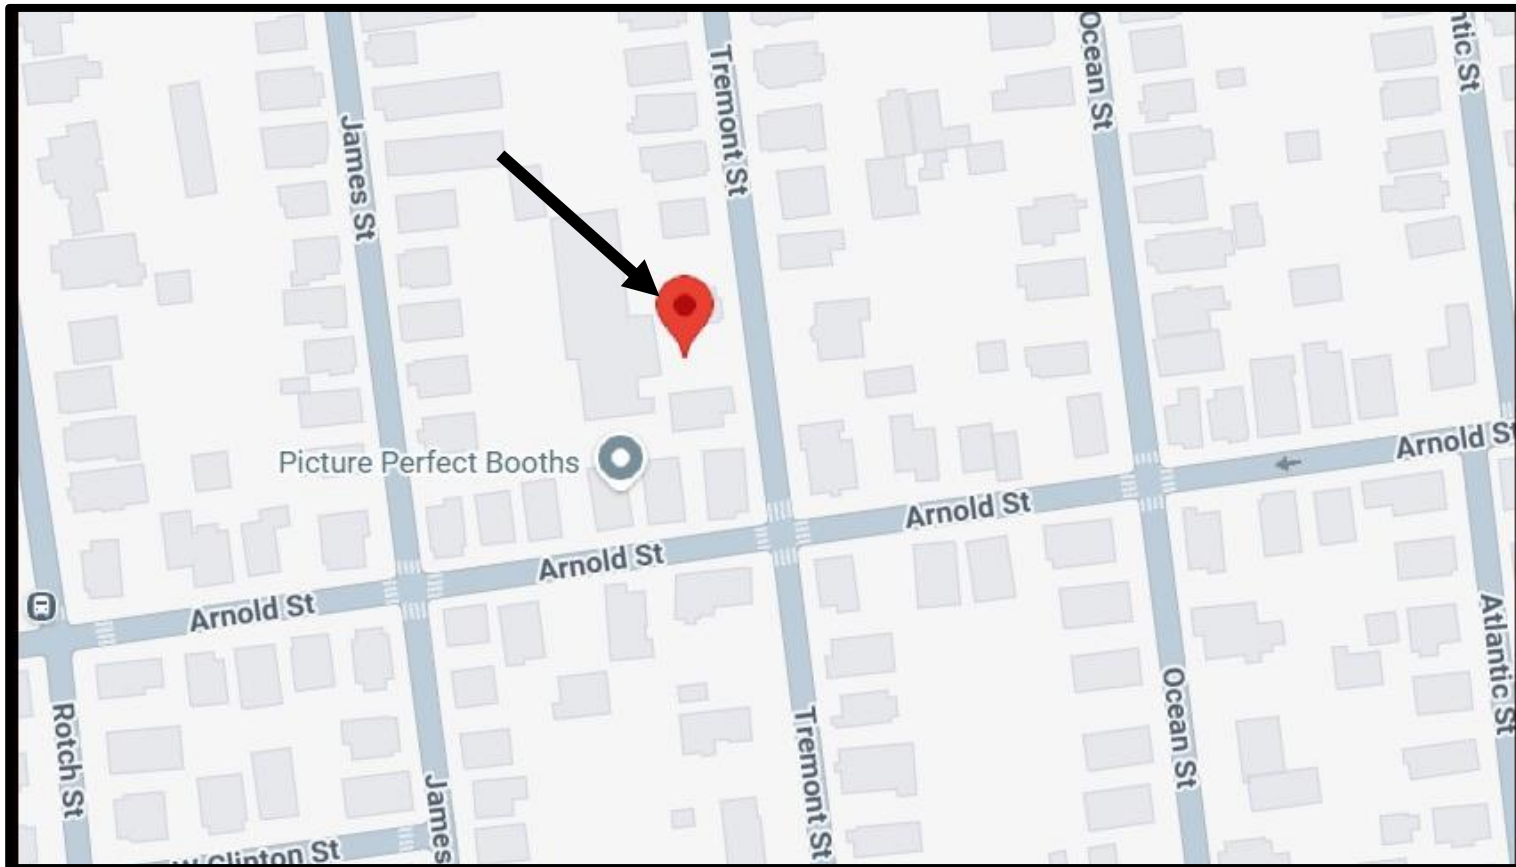 Ocean St
ntic St
Tremont St
James St
Arnold St
Picture Perfect Booths
Arnold St
Arnold St
Arnold St
Atlantic St
Ocean St
Rotch St
Tremont St
James
W Clinton St